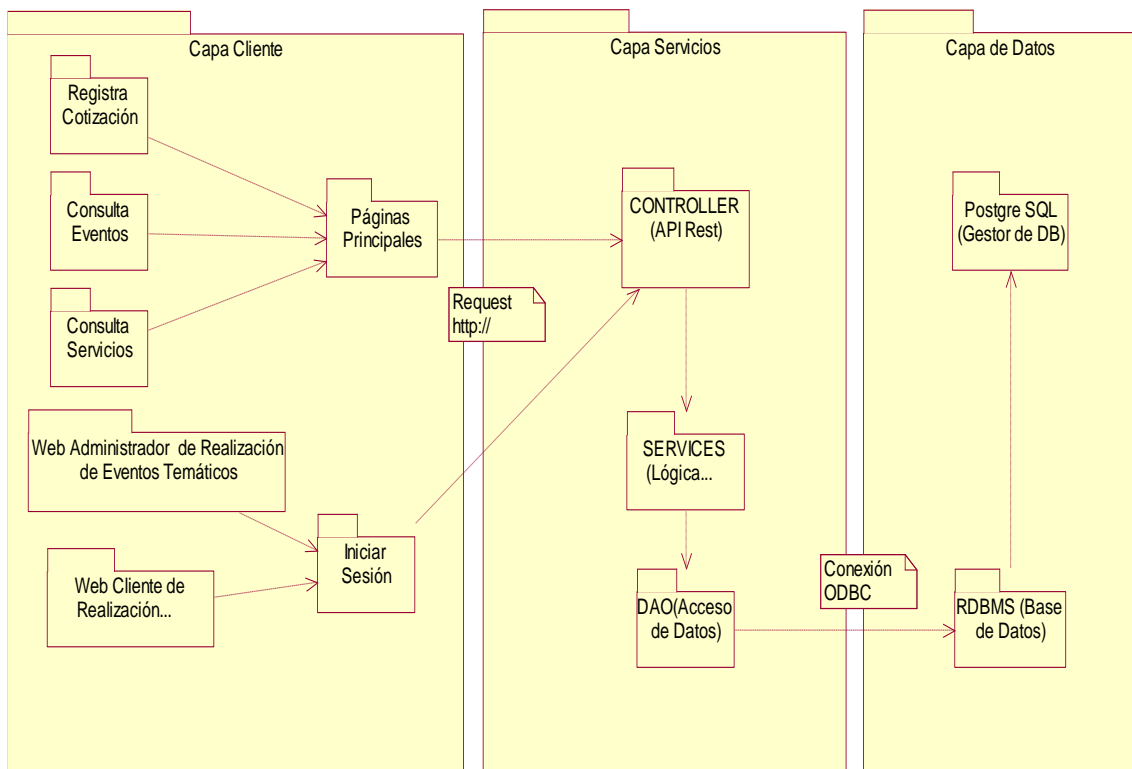 Capa Cliente
Registra
Cotización
Consulta
Eventos
Consulta
Servicios
Páginas
Principales
Web Administrador de Realización
de Eventos Temáticos
Web Cliente de
Realización...
Iniciar
Sesión
Request
http://
Capa Servicios
CONTROLLER
(API Rest)
SERVICES
(Lógica...
DAO(Acceso
de Datos)
Conexión
ODBC
Capa de Datos
Postgre SQL
(Gestor de DB)
RDBMS (Base
de Datos)